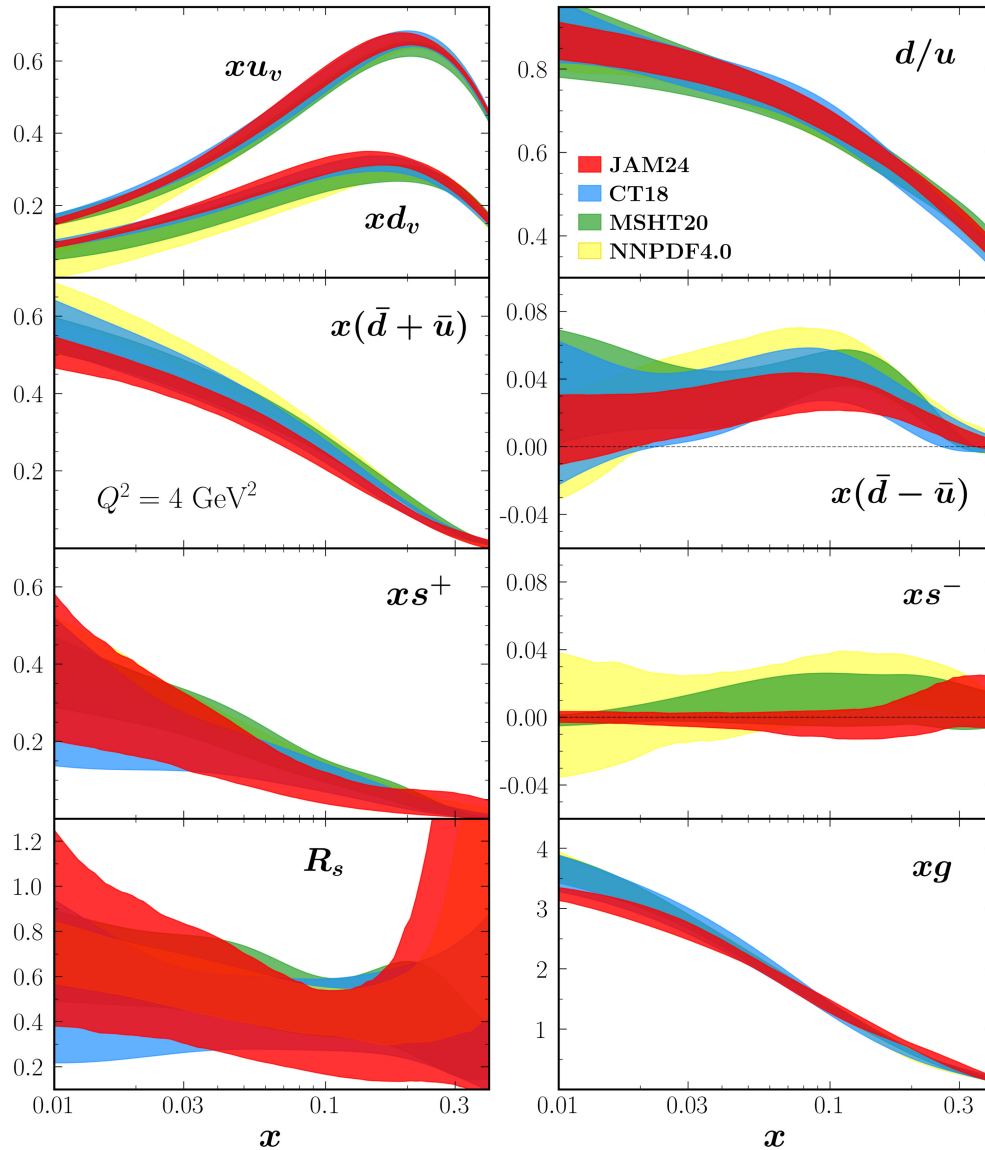 0.6
0.4
0.2
xu_v
xd_v
0.8
0.6
0.4
d/u
JAM24
CT18
MSHT20
NNPDF4.0
0.6
0.4
0.2
x(d̄ + ū)
Q² = 4 GeV²
0.08
0.04
0.00
-0.04
x(d̄ − ū)
0.6
0.4
0.2
xs⁺
0.08
0.04
0.00
-0.04
xs⁻
1.2
1.0
0.8
0.6
0.4
0.2
R_s
0.01
0.03
0.1
0.3
x
4
3
2
1
xg
0.01
0.03
0.1
0.3
x